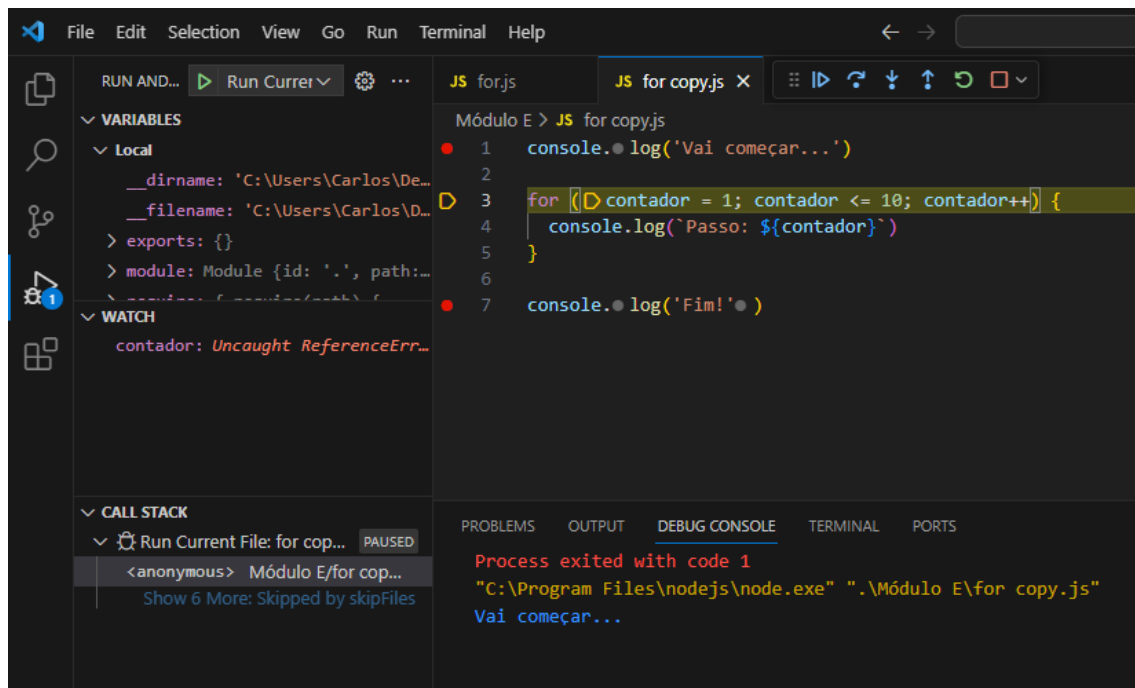 File Edit Selection View Go Run Terminal Help
RUN AND... Run Currer
VARIABLES
Local
__dirname: 'C:\Users\Carlos\De…
__filename: 'C:\Users\Carlos\D…
exports: {}
module: Module {id: '.', path:…
WATCH
contador: Uncaught ReferenceErr…
CALL STACK
Run Current File: for cop... PAUSED
<anonymous> Módulo E/for cop...
Show 6 More: Skipped by skipFiles
1
JS for.js JS for copy.js
Módulo E > JS for copy.js
1 console.log('Vai começar...')
2
3 for (contador = 1; contador <= 10; contador++) {
4 console.log(`Passo: ${contador}`)
5 }
6
7 console.log('Fim!')
PROBLEMS OUTPUT DEBUG CONSOLE TERMINAL PORTS
Process exited with code 1
"C:\Program Files\nodejs\node.exe" ".\Módulo E\for copy.js"
Vai começar...